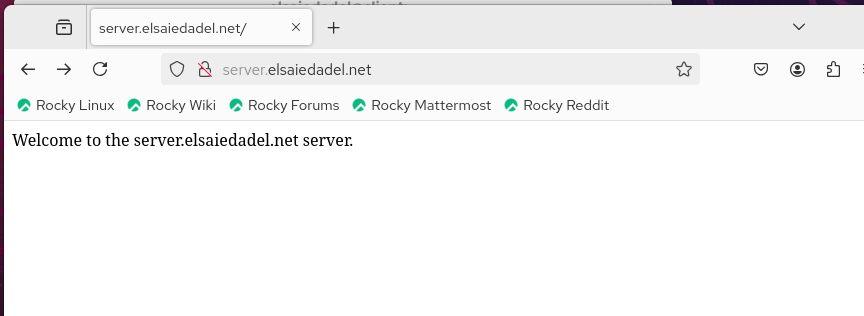 server.elsaiedadel.net/
server.elsaiedadel.net
Rocky Linux Rocky Wiki Rocky Forums Rocky Mattermost Rocky Reddit
Welcome to the server.elsaiedadel.net server.